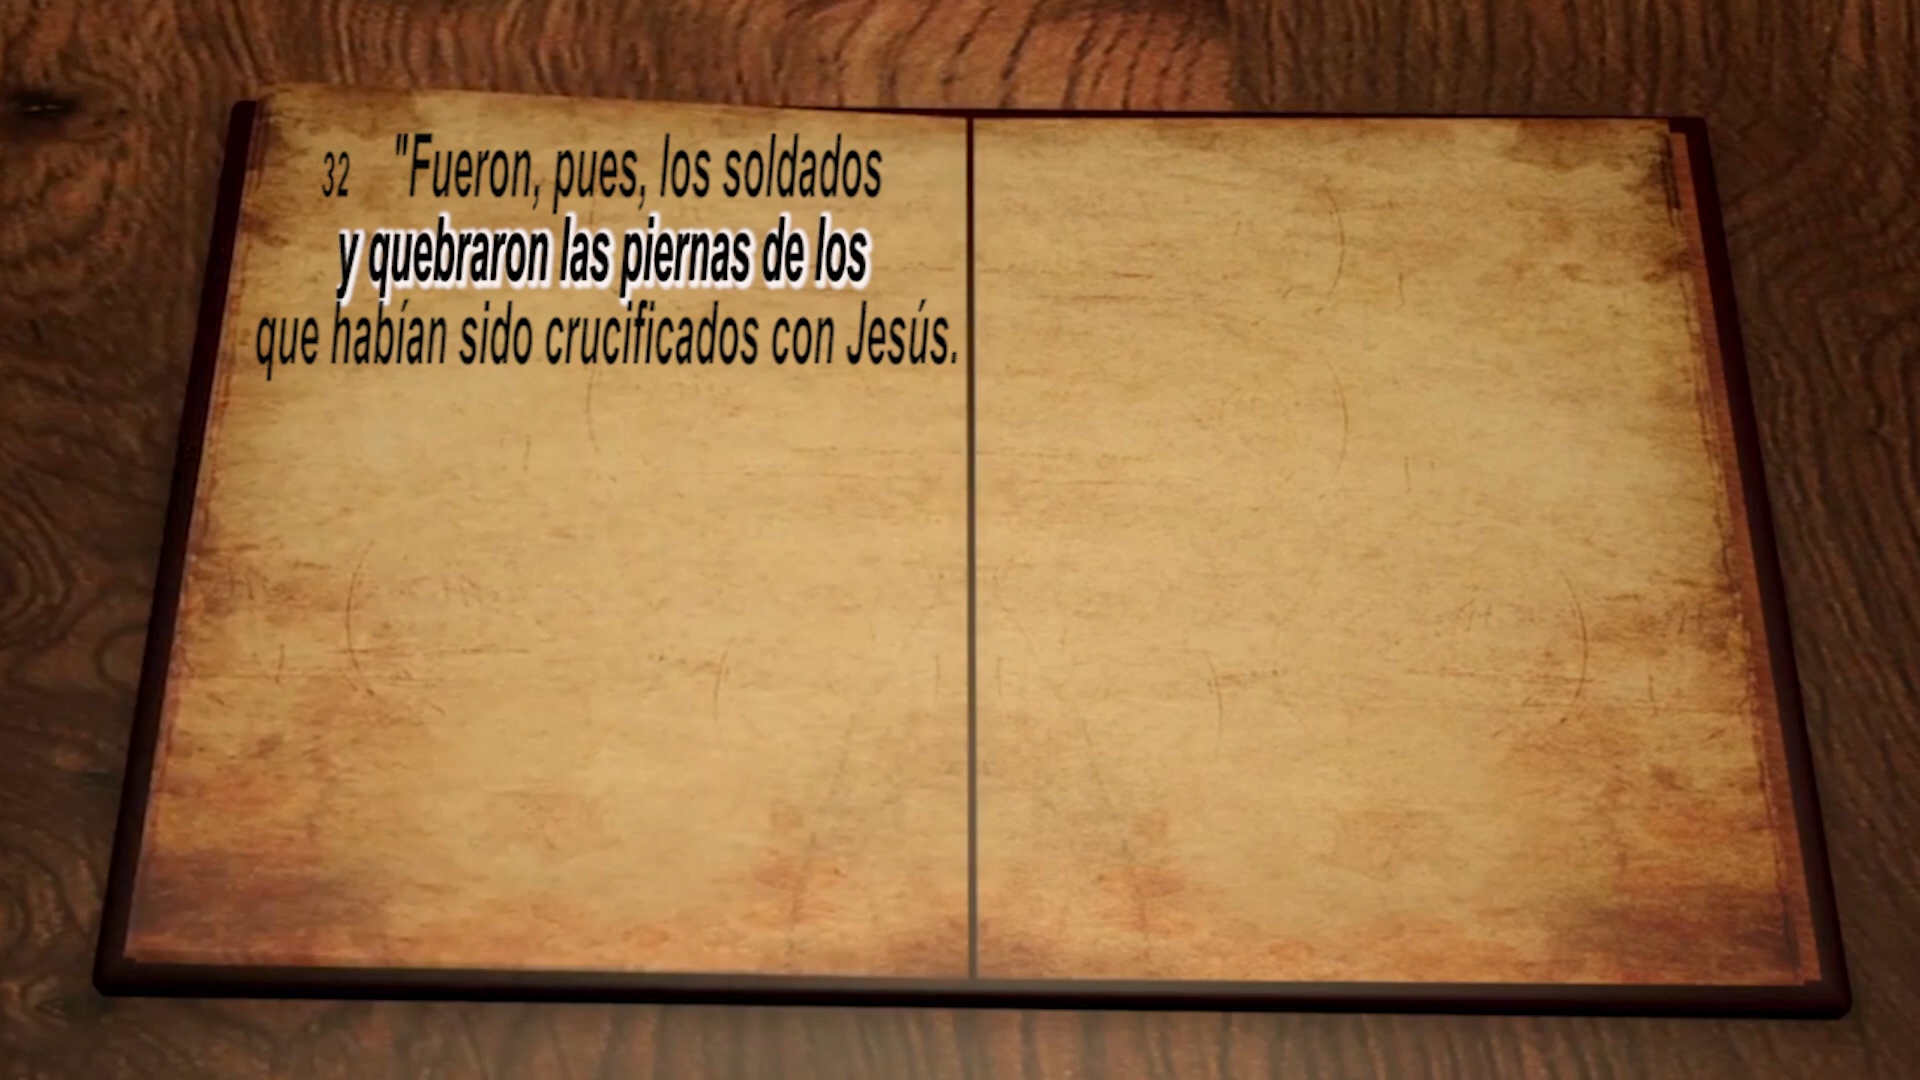 32 "Fueron, pues, los soldados
y quebraron las piernas de los
que habían sido crucificados con Jesús.